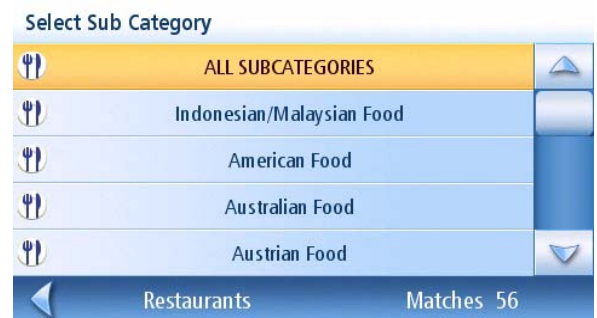 Select Sub Category
ALL SUBCATEGORIES
Indonesian/Malaysian Food
American Food
Australian Food
Austrian Food
Restaurants Matches 56